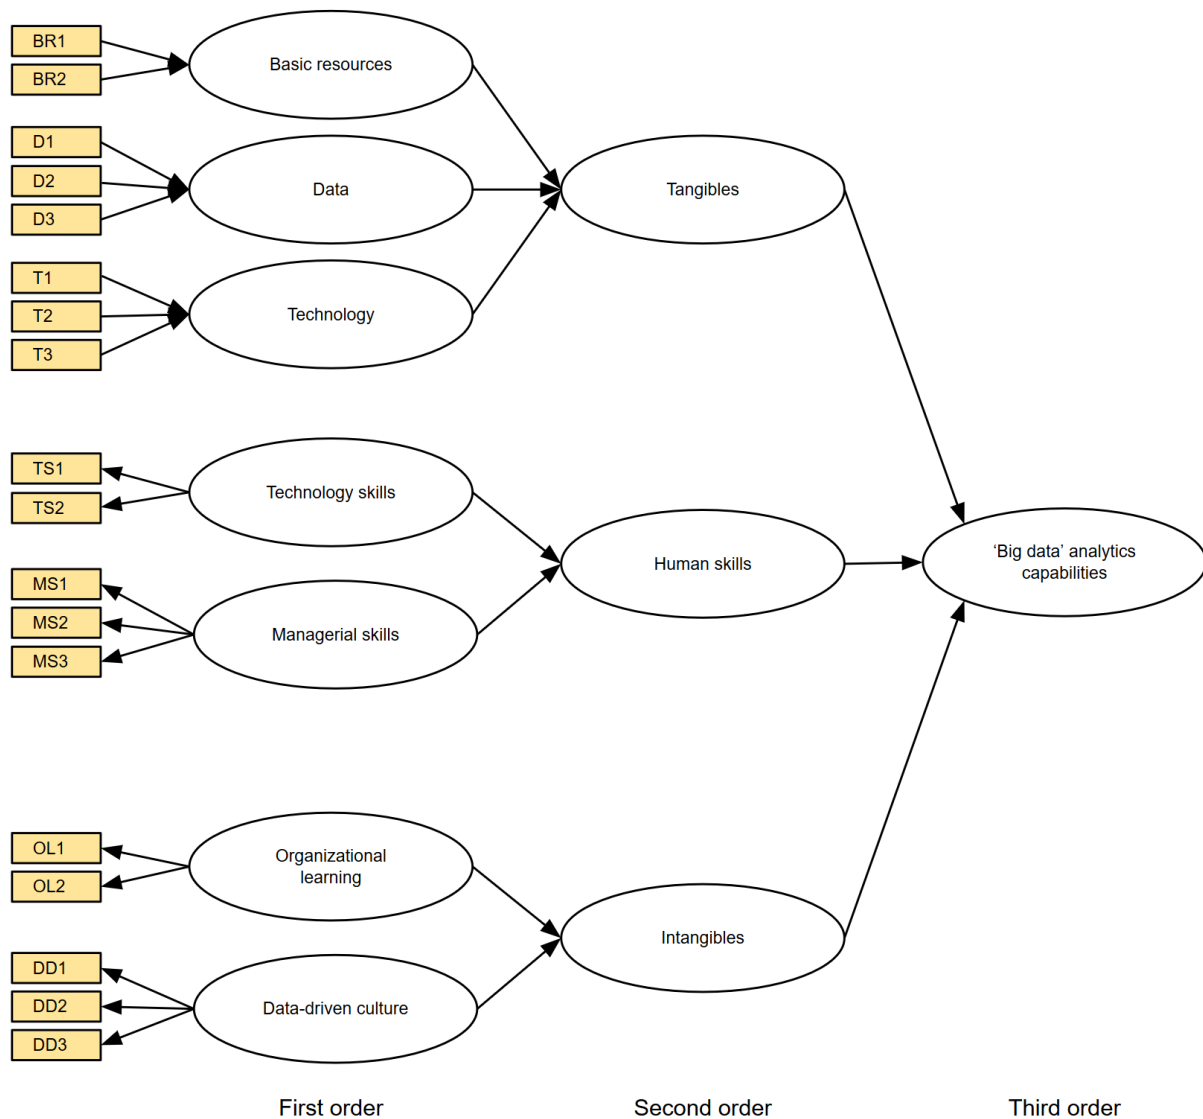 BR1
BR2
Basic resources
D1
D2
D3
Data
Tangibles
T1
T2
T3
Technology
TS1
TS2
Technology skills
MS1
MS2
MS3
Managerial skills
Human skills
‘Big data’ analytics
capabilities
OL1
OL2
Organizational
learning
Intangibles
DD1
DD2
DD3
Data-driven culture
First order
Second order
Third order